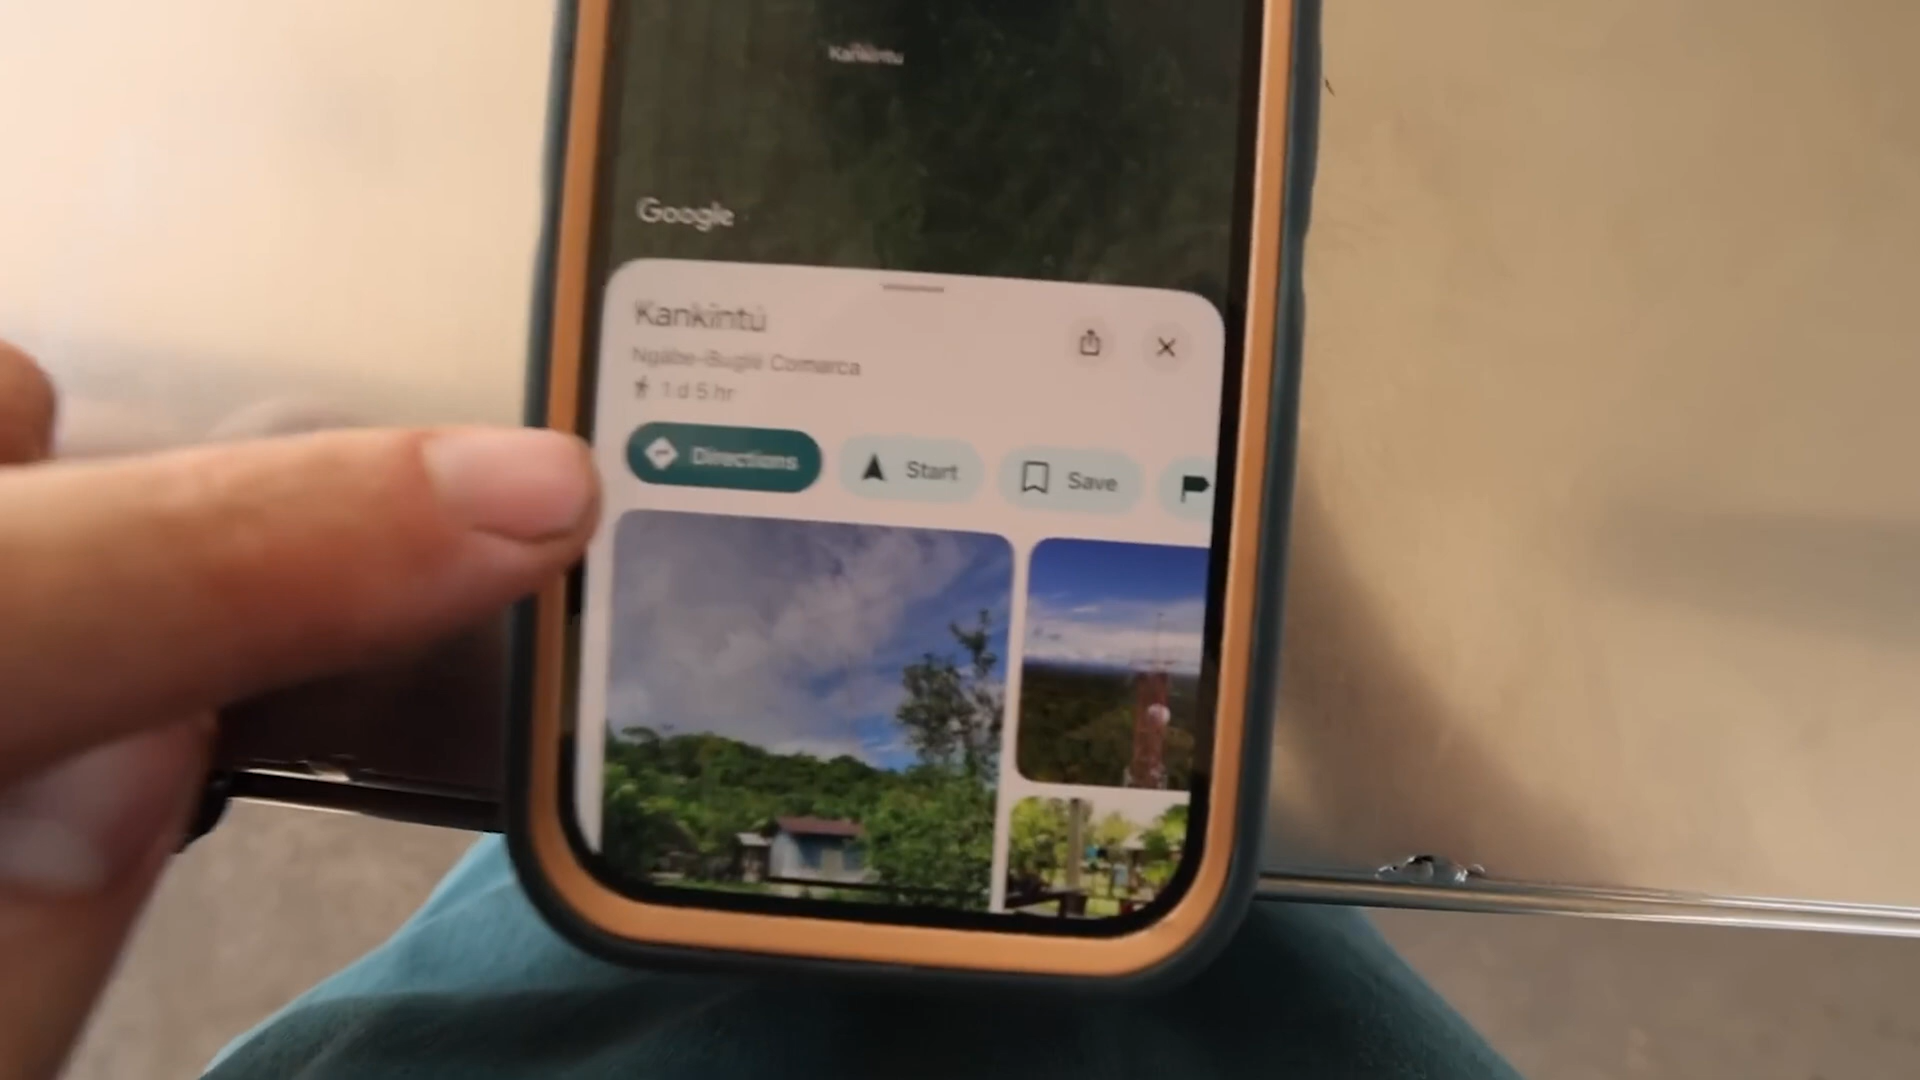 Kankintu
Google
Kankintú
Ngäbe-Buglé Comarca
1 d 5 hr
Directions
Start
Save